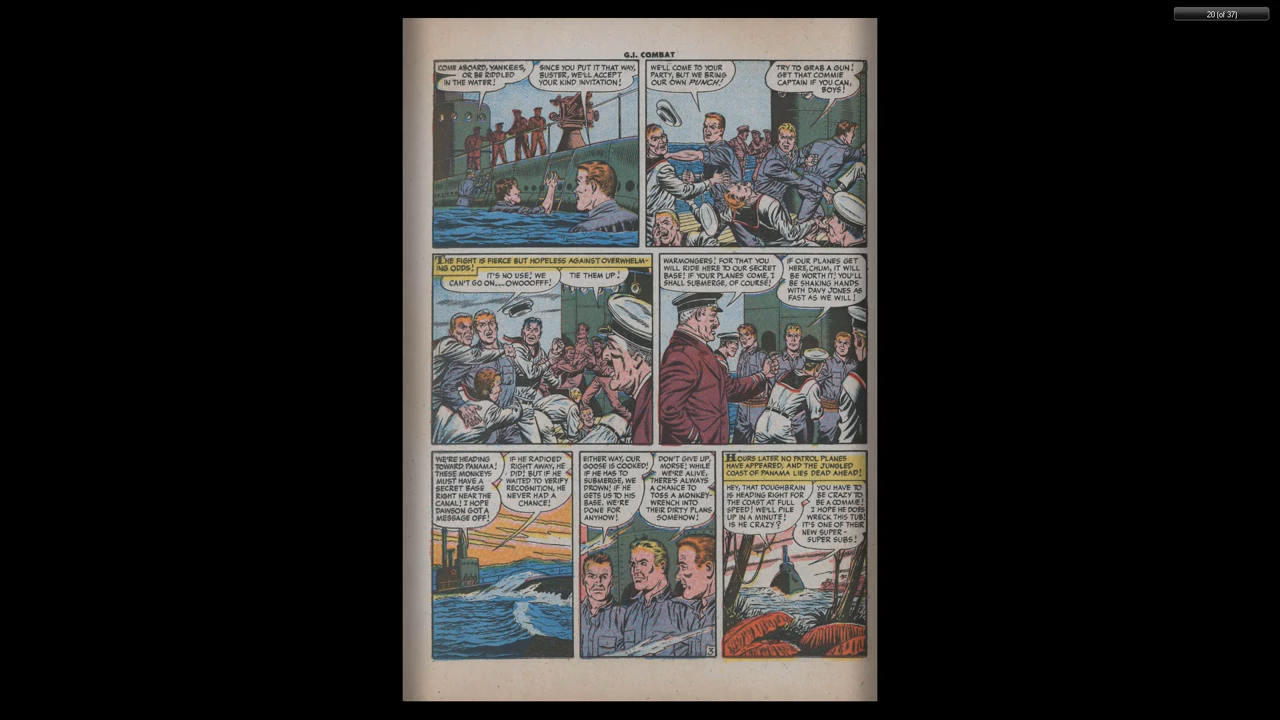 20 (of 37)
G.I. COMBAT
COME ABOARD, YANKEES,
OR BE RIDDLED
IN THE WATER!
SINCE YOU PUT IT THAT WAY,
BUSTER, WE'LL ACCEPT
YOUR KIND INVITATION!
WE'LL COME TO YOUR
PARTY, BUT WE BRING
OUR OWN PUNCH!
TRY TO GRAB A GUN!
GET THAT COMMIE
CAPTAIN IF YOU CAN,
BOYS!
THE FIGHT IS FIERCE BUT HOPELESS AGAINST OVERWHELM-
ING ODDS!
IT'S NO USE! WE
CAN'T GO ON....OWOOOFFF!
TIE THEM UP!
WARMONGERS! FOR THAT YOU
WILL RIDE HERE TO OUR SECRET
BASE! IF YOUR PLANES COME, I
SHALL SUBMERGE, OF COURSE!
IF OUR PLANES GET
HERE, CHUM, IT WILL
BE WORTH IT! YOU'LL
BE SHAKING HANDS
WITH DAVY JONES AS
FAST AS WE WILL!
WE'RE HEADING
TOWARD PANAMA!
THESE MONKEYS
MUST HAVE A
SECRET BASE
RIGHT NEAR THE
CANAL! I HOPE
DAWSON GOT A
MESSAGE OFF!
IF HE RADIOED
RIGHT AWAY, HE
DID! BUT IF HE
WAITED TO VERIFY
RECOGNITION, HE
NEVER HAD A
CHANCE!
EITHER WAY, OUR
GOOSE IS COOKED!
IF HE HAS TO
SUBMERGE, WE
DROWN! IF HE
GETS US TO HIS
BASE, WE'RE
DONE FOR
ANYHOW!
DON'T GIVE UP,
MORSE! WHILE
WE'RE ALIVE,
THERE'S ALWAYS
A CHANCE TO
TOSS A MONKEY-
WRENCH INTO
THEIR DIRTY PLANS
SOMEHOW!
HOURS LATER NO PATROL PLANES
HAVE APPEARED, AND THE JUNGLED
COAST OF PANAMA LIES DEAD AHEAD!
HEY, THAT DOUGHBRAIN
IS HEADING RIGHT FOR
THE COAST AT FULL
SPEED! WE'LL PILE
UP IN A MINUTE!
IS HE CRAZY?
YOU HAVE TO
BE CRAZY TO
BE A COMMIE!
I HOPE HE DOES
WRECK THIS TUB!
IT'S ONE OF THEIR
NEW SUPER-
SUPER SUBS!
3